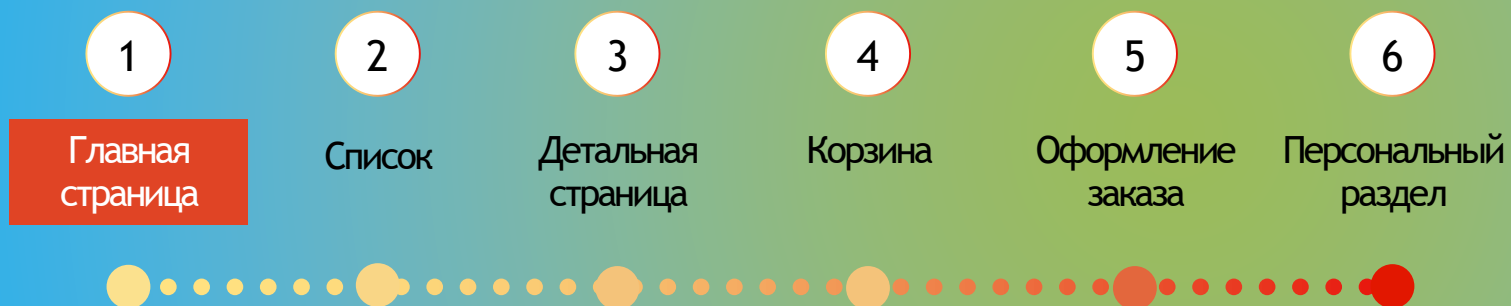 1
2
3
4
5
6
Главная
страница
Список
Детальная
страница
Корзина
Оформление
заказа
Персональный
раздел